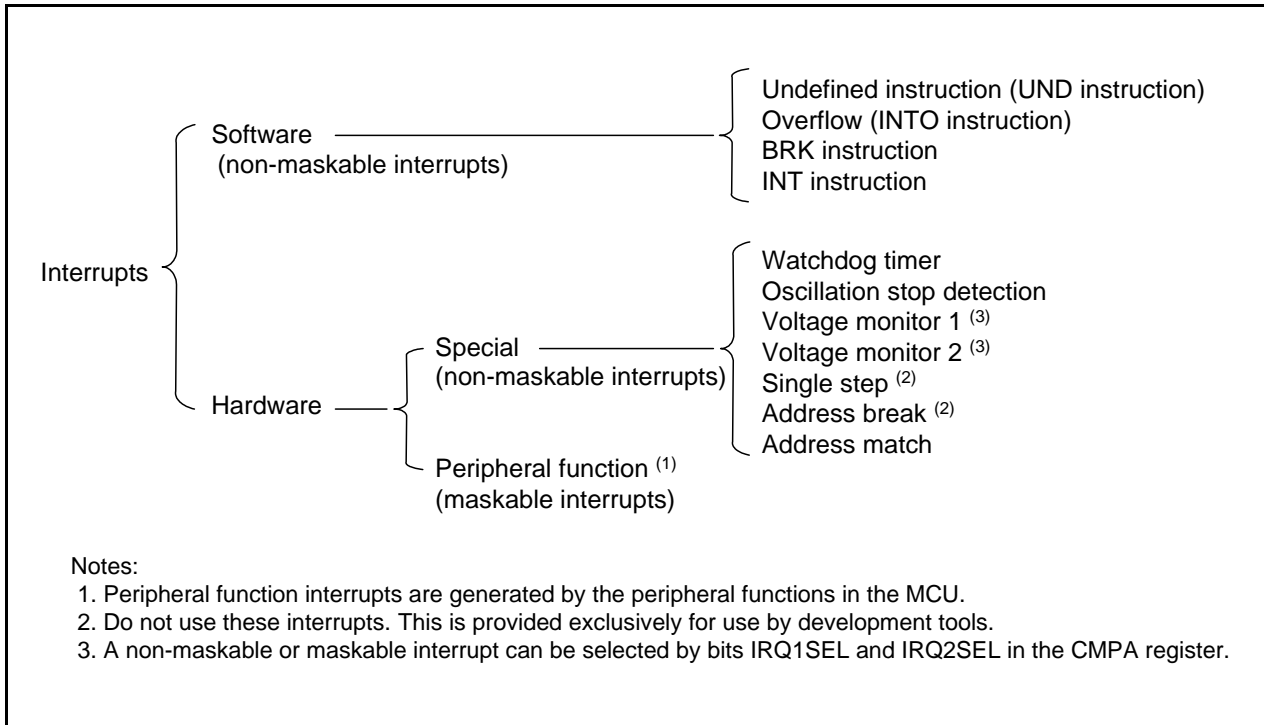 Interrupts
Software
(non-maskable interrupts)
Undefined instruction (UND instruction)
Overflow (INTO instruction)
BRK instruction
INT instruction
Hardware
Special
(non-maskable interrupts)
Watchdog timer
Oscillation stop detection
Voltage monitor 1 (3)
Voltage monitor 2 (3)
Single step (2)
Address break (2)
Address match
Peripheral function (1)
(maskable interrupts)
Notes:
1. Peripheral function interrupts are generated by the peripheral functions in the MCU.
2. Do not use these interrupts. This is provided exclusively for use by development tools.
3. A non-maskable or maskable interrupt can be selected by bits IRQ1SEL and IRQ2SEL in the CMPA register.